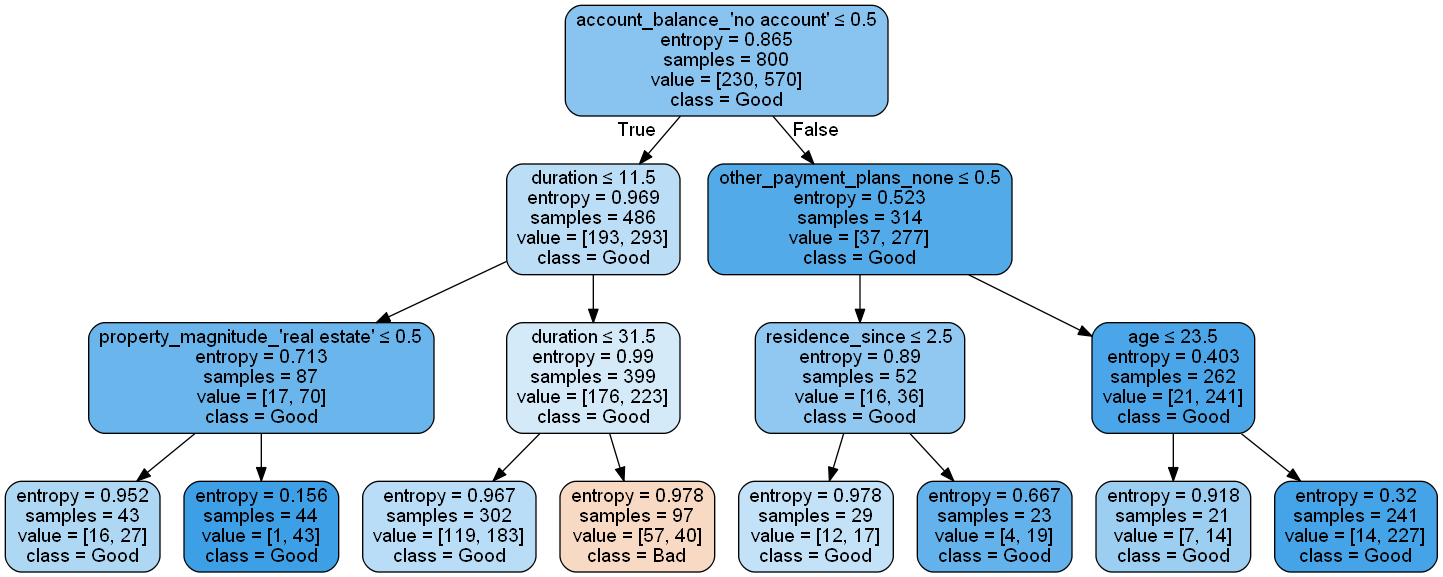 account_balance_'no account' ≤ 0.5
entropy = 0.865
samples = 800
value = [230, 570]
class = Good
True
False
duration ≤ 11.5
entropy = 0.969
samples = 486
value = [193, 293]
class = Good
other_payment_plans_none ≤ 0.5
entropy = 0.523
samples = 314
value = [37, 277]
class = Good
property_magnitude_'real estate' ≤ 0.5
entropy = 0.713
samples = 87
value = [17, 70]
class = Good
duration ≤ 31.5
entropy = 0.99
samples = 399
value = [176, 223]
class = Good
residence_since ≤ 2.5
entropy = 0.89
samples = 52
value = [16, 36]
class = Good
age ≤ 23.5
entropy = 0.403
samples = 262
value = [21, 241]
class = Good
entropy = 0.952
samples = 43
value = [16, 27]
class = Good
entropy = 0.156
samples = 44
value = [1, 43]
class = Good
entropy = 0.967
samples = 302
value = [119, 183]
class = Good
entropy = 0.978
samples = 97
value = [57, 40]
class = Bad
entropy = 0.978
samples = 29
value = [12, 17]
class = Good
entropy = 0.667
samples = 23
value = [4, 19]
class = Good
entropy = 0.918
samples = 21
value = [7, 14]
class = Good
entropy = 0.32
samples = 241
value = [14, 227]
class = Good